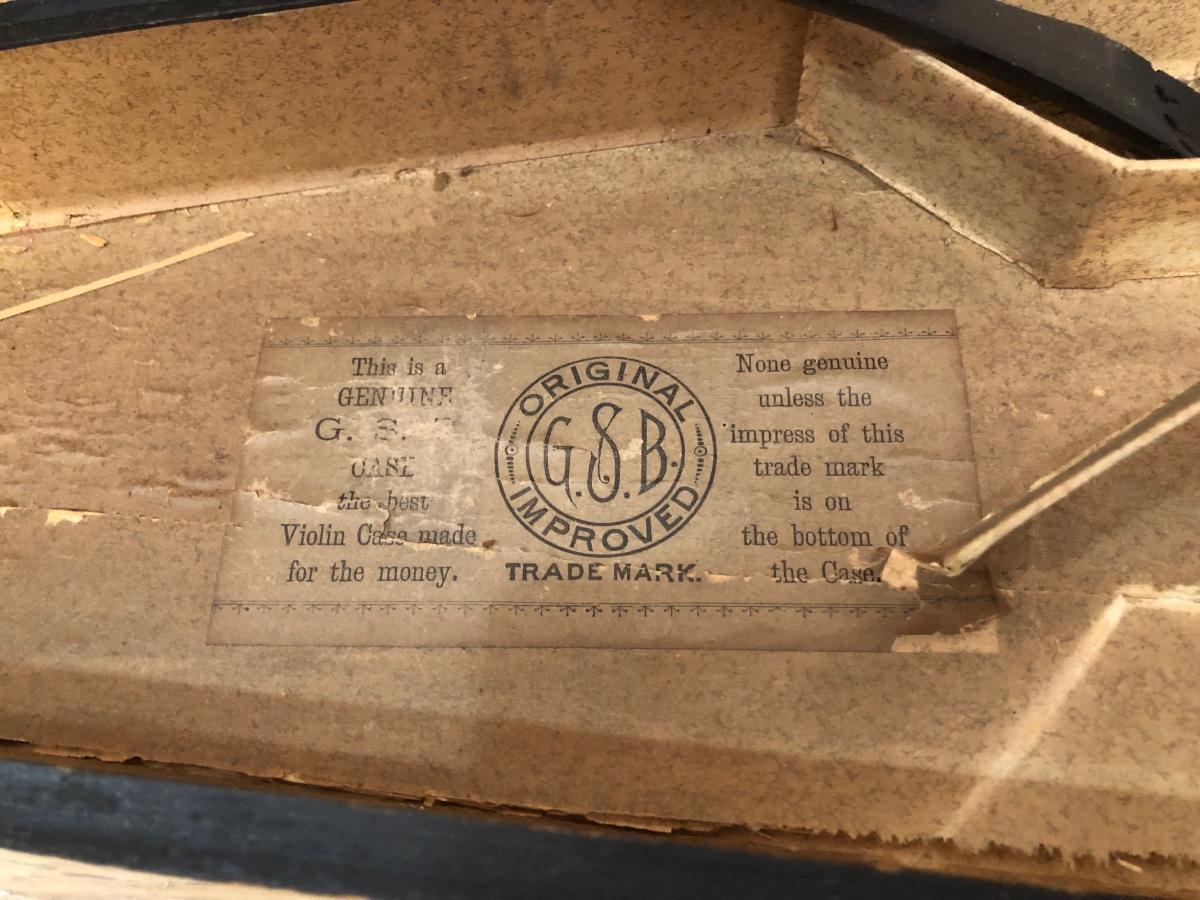 This is a
GENUINE
G. S.
CASE
the best
Violin Case made
for the money.
ORIGINAL
G.S.B.
IMPROVED
TRADE MARK.
None genuine
unless the
impress of this
trade mark
is on
the bottom of
the Case.